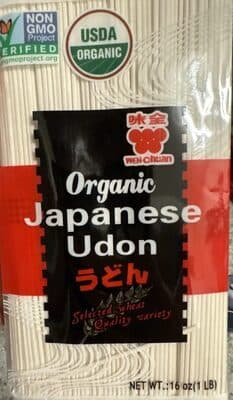 NON
GMO
Project
VERIFIED
nongmoproject.org
USDA
ORGANIC
味全
WEI-Chuan
Organic
Japanese
Udon
うどん
Selected wheat
Quality variety
NET WT.:16 oz(1 LB)